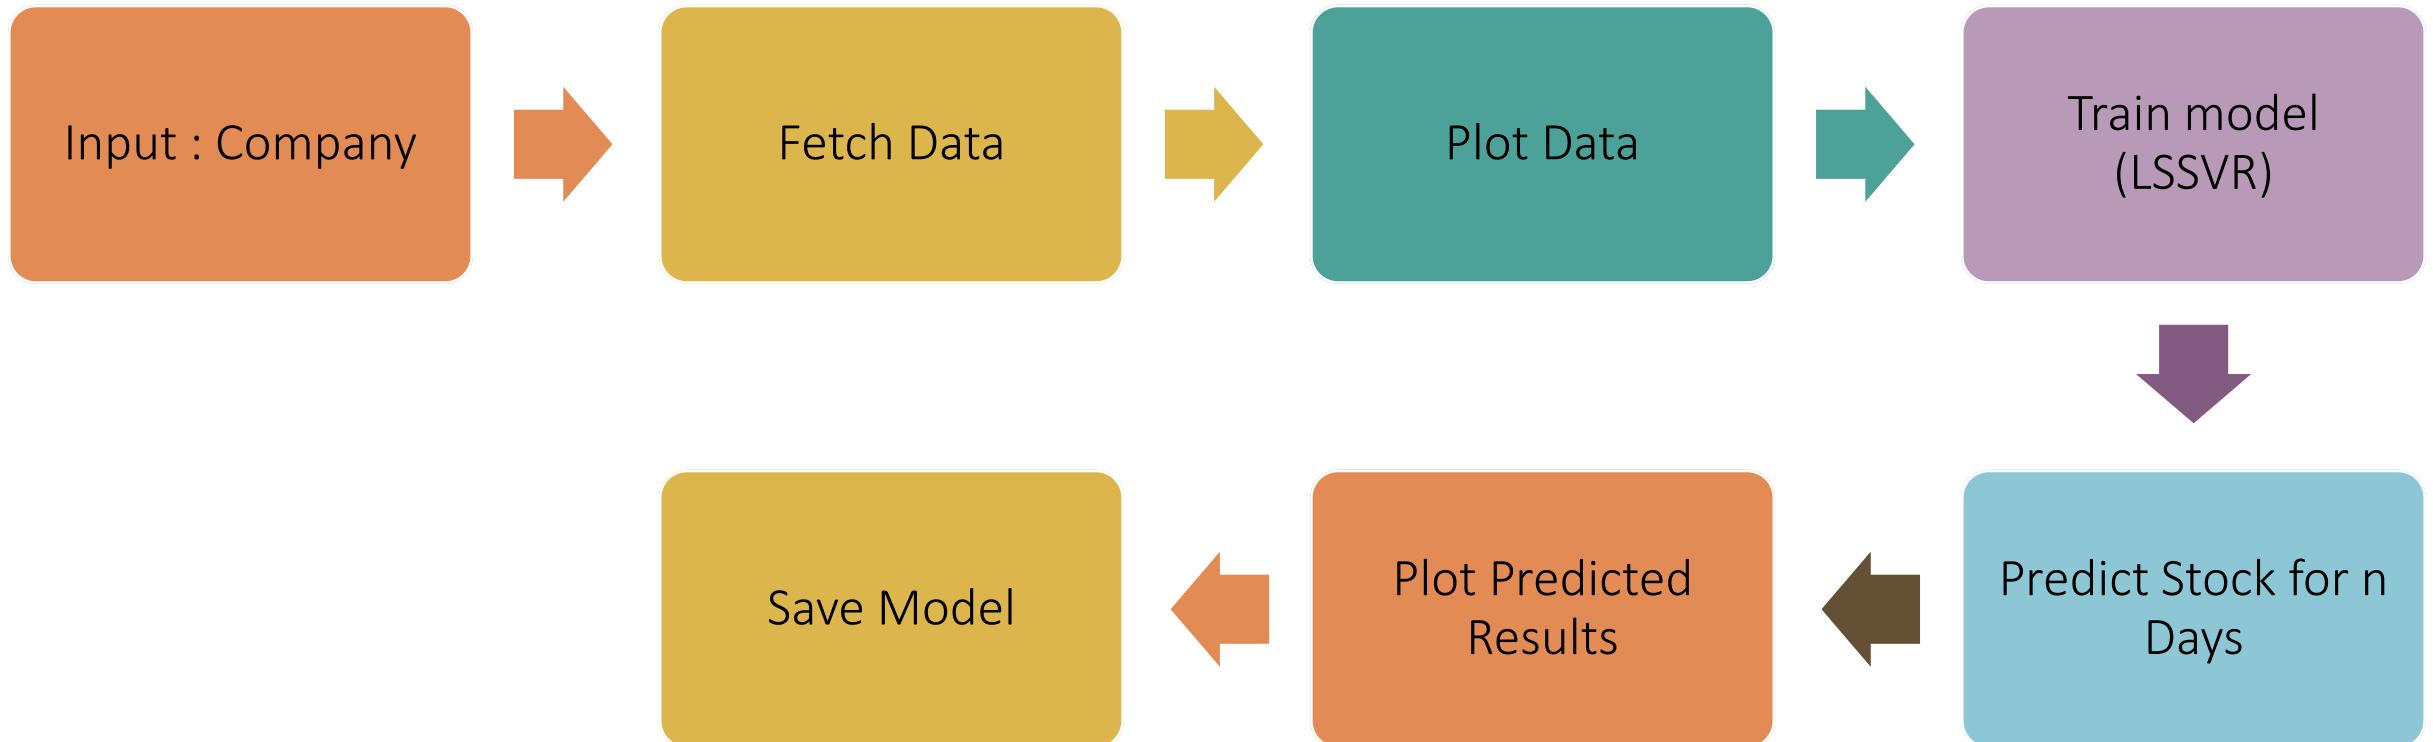 Input : Company
Fetch Data
Plot Data
Train model
(LSSVR)
Predict Stock for n
Days
Plot Predicted
Results
Save Model